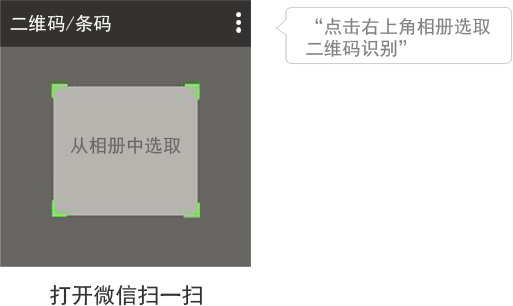 二维码/条码
“点击右上角相册选取
二维码识别”
从相册中选取
打开微信扫一扫